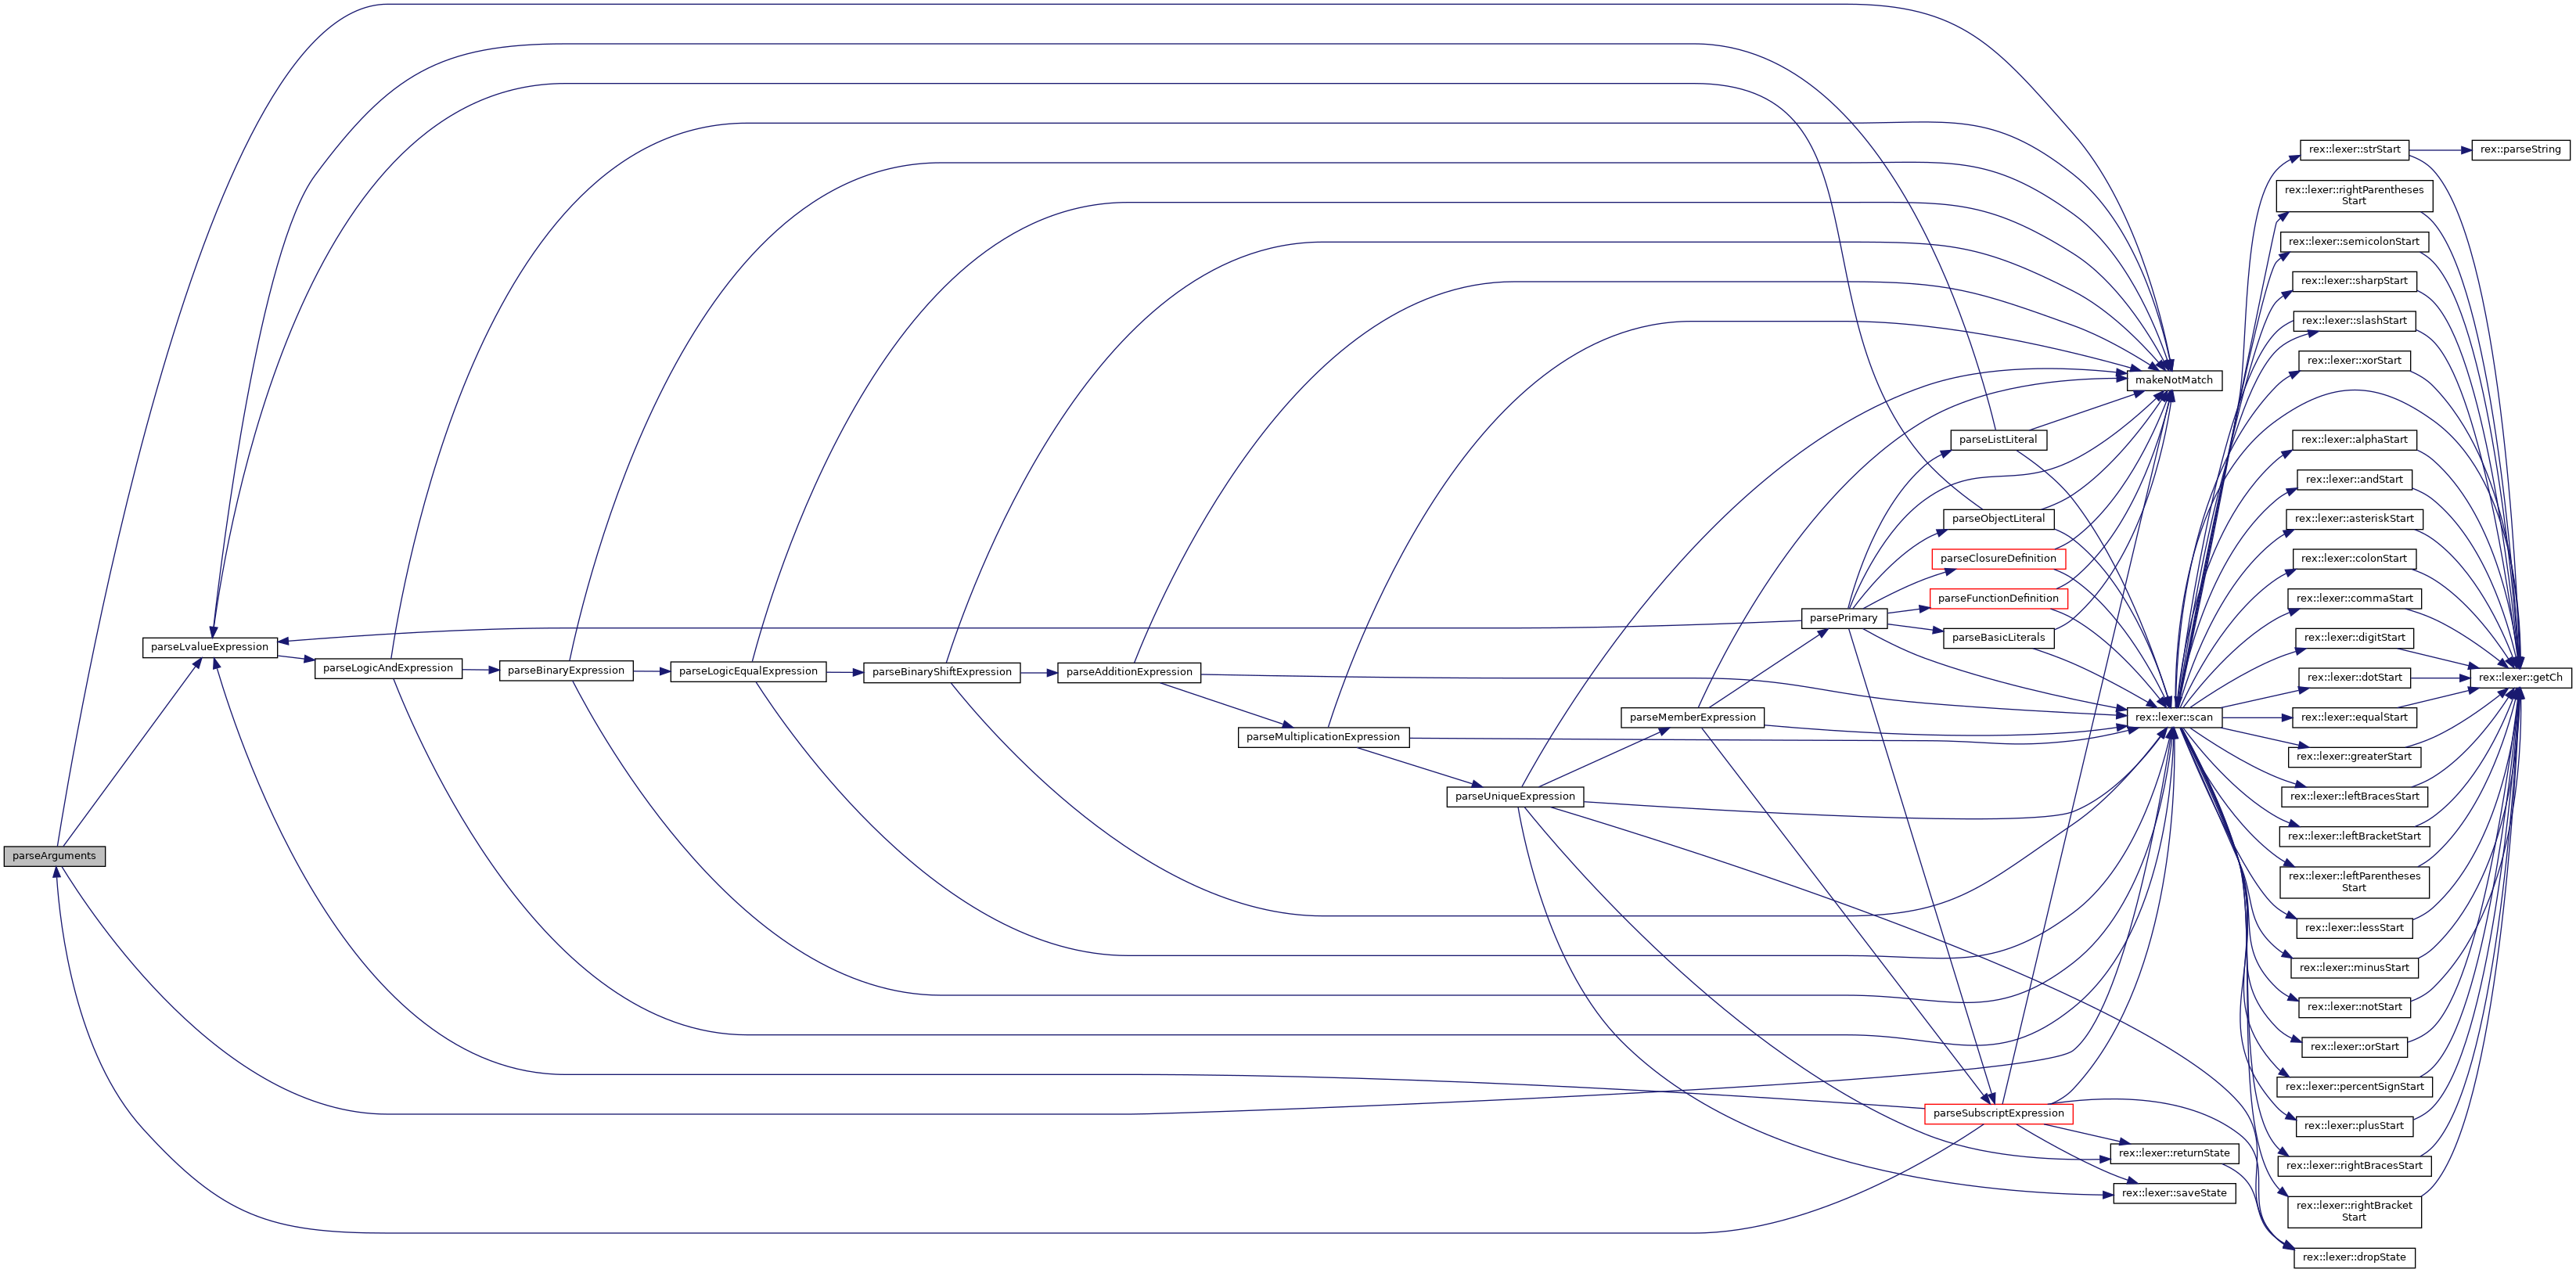 parseArguments
parseLvalueExpression
parseLogicAndExpression
parseBinaryExpression
parseLogicEqualExpression
parseBinaryShiftExpression
parseAdditionExpression
parseMultiplicationExpression
parseUniqueExpression
parseMemberExpression
parsePrimary
parseListLiteral
parseObjectLiteral
parseClosureDefinition
parseFunctionDefinition
parseBasicLiterals
parseSubscriptExpression
makeNotMatch
rex::lexer::scan
rex::lexer::returnState
rex::lexer::saveState
rex::lexer::strStart
rex::lexer::rightParentheses
Start
rex::lexer::semicolonStart
rex::lexer::sharpStart
rex::lexer::slashStart
rex::lexer::xorStart
rex::lexer::alphaStart
rex::lexer::andStart
rex::lexer::asteriskStart
rex::lexer::colonStart
rex::lexer::commaStart
rex::lexer::digitStart
rex::lexer::dotStart
rex::lexer::equalStart
rex::lexer::greaterStart
rex::lexer::leftBracesStart
rex::lexer::leftBracketStart
rex::lexer::leftParentheses
Start
rex::lexer::lessStart
rex::lexer::minusStart
rex::lexer::notStart
rex::lexer::orStart
rex::lexer::percentSignStart
rex::lexer::plusStart
rex::lexer::rightBracesStart
rex::lexer::rightBracket
Start
rex::lexer::dropState
rex::parseString
rex::lexer::getCh